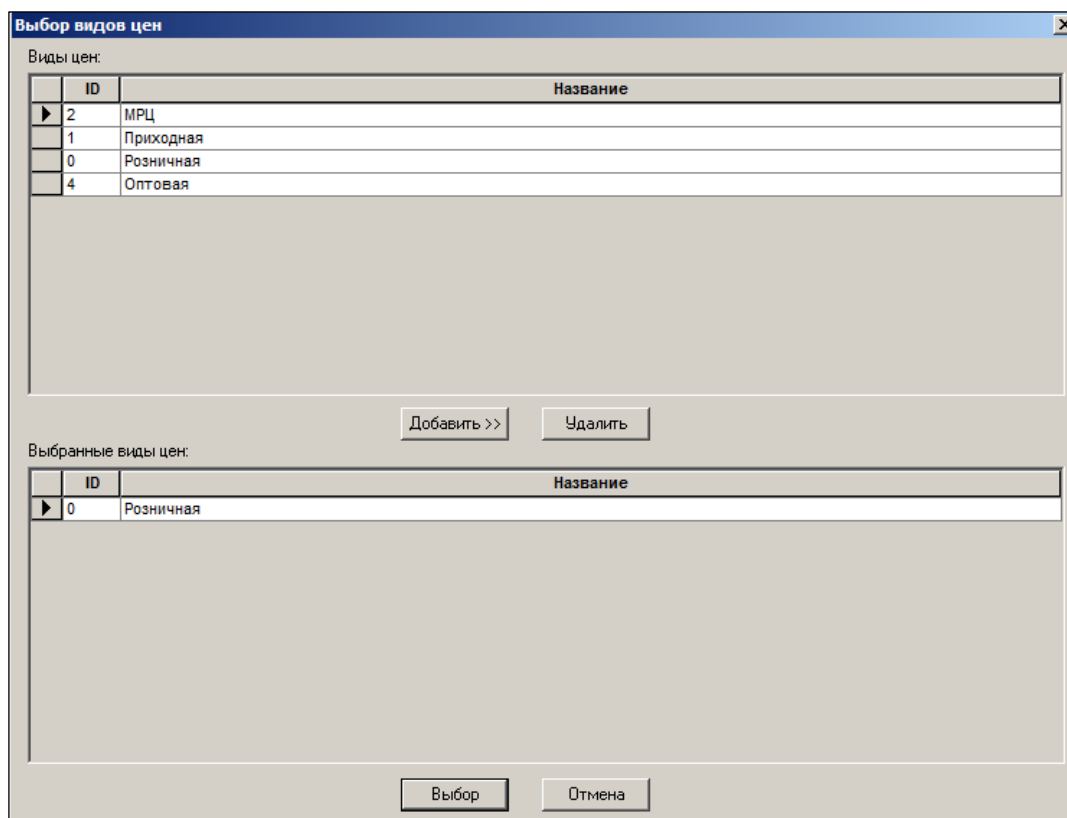 Выбор видов цен
Виды цен:
ID Название
2 МРЦ
1 Приходная
0 Розничная
4 Оптовая
Добавить >> Удалить
Выбранные виды цен:
ID Название
0 Розничная
Выбор Отмена